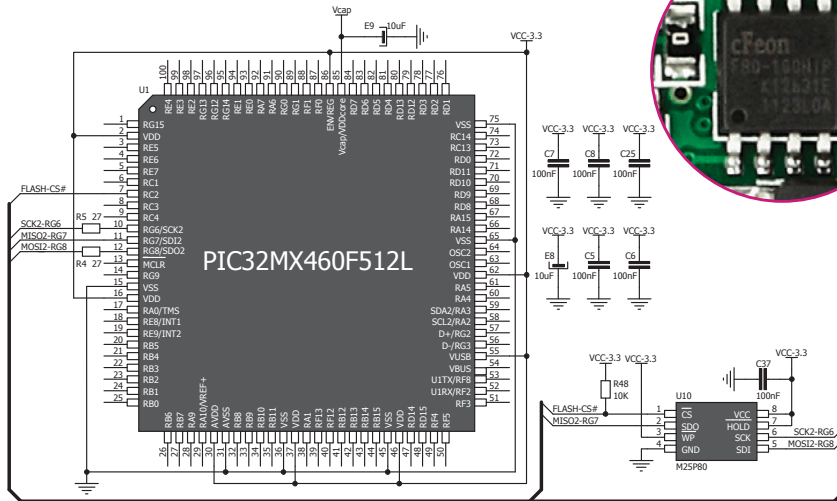 Vcap
E9
10uF
VCC-3.3
100
99
98
97
96
95
94
93
92
91
90
89
88
87
86
85
84
83
82
81
80
79
78
77
76
U1
RE4
RE3
RE2
RG13
RG12
RG14
RE1
RE0
RA7
RA6
RG0
RG1
RF1
RF0
ENVREG
Vcap/VDDcore
RD7
RD6
RD5
RD4
RD13
RD12
RD3
RD2
RD1
1 RG15
2 VDD
3 RE5
4 RE6
5 RE7
6 RC1
FLASH-CS# 7 RC2
8 RC3
9 RC4
SCK2-RG6 R5 27 10 RG6/SCK2
MISO2-RG7 11 RG7/SDI2
MOSI2-RG8 12 RG8/SDO2
R4 27 13 MCLR
14 RG9
15 VSS
16 VDD
17 RA0/TMS
18 RE8/INT1
19 RE9/INT2
20 RB5
21 RB4
22 RB3
23 RB2
24 RB1
25 RB0
PIC32MX460F512L
VSS 75
RC14 74
RC13 73
RD0 72
RD11 71
RD10 70
RD9 69
RD8 68
RA15 67
RA14 66
VSS 65
OSC2 64
OSC1 63
VDD 62
RA5 61
RA4 60
SDA2/RA3 59
SCL2/RA2 58
D+/RG2 57
D-/RG3 56
VUSB 55
VBUS 54
U1TX/RF8 53
U1RX/RF2 52
RF3 51
RB6
RB7
RA9
RA10/VREF+
AVDD
AVSS
RB8
RB9
RB10
RB11
VSS
VDD
RA1
RF13
RF12
RB12
RB13
RB14
RB15
VSS
VDD
RD14
RD15
RF4
RF5
26
27
28
29
30
31
32
33
34
35
36
37
38
39
40
41
42
43
44
45
46
47
48
49
50
VCC-3.3 VCC-3.3 VCC-3.3
C7 C8 C25
100nF 100nF 100nF
VCC-3.3 VCC-3.3 VCC-3.3
E8 C5 C6
10uF 100nF 100nF
VCC-3.3 VCC-3.3 VCC-3.3
R48
10K
C37
100nF
U10
FLASH-CS# 1 CS VCC 8
MISO2-RG7 2 SDO HOLD 7
3 WP SCK 6 SCK2-RG6
4 GND SDI 5 MOSI2-RG8
M25P80
cFeon